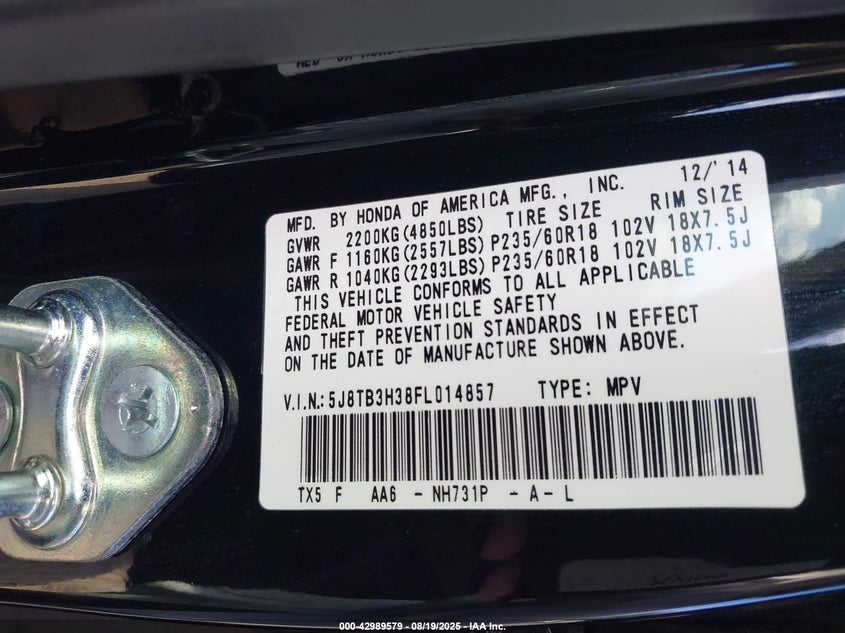 MFD. BY HONDA OF AMERICA MFG., INC. 12/'14
GVWR 2200KG(4850LBS) TIRE SIZE RIM SIZE
GAWR F 1160KG(2557LBS) P235/60R18 102V 18X7.5J
GAWR R 1040KG(2293LBS) P235/60R18 102V 18X7.5J
THIS VEHICLE CONFORMS TO ALL APPLICABLE
FEDERAL MOTOR VEHICLE SAFETY
AND THEFT PREVENTION STANDARDS IN EFFECT
ON THE DATE OF MANUFACTURE SHOWN ABOVE.
V.I.N.: 5J8TB3H38FL014857 TYPE: MPV
TX5 F AA6 - NH731P - A - L
000-42989579 - 08/19/2025 - IAA Inc.